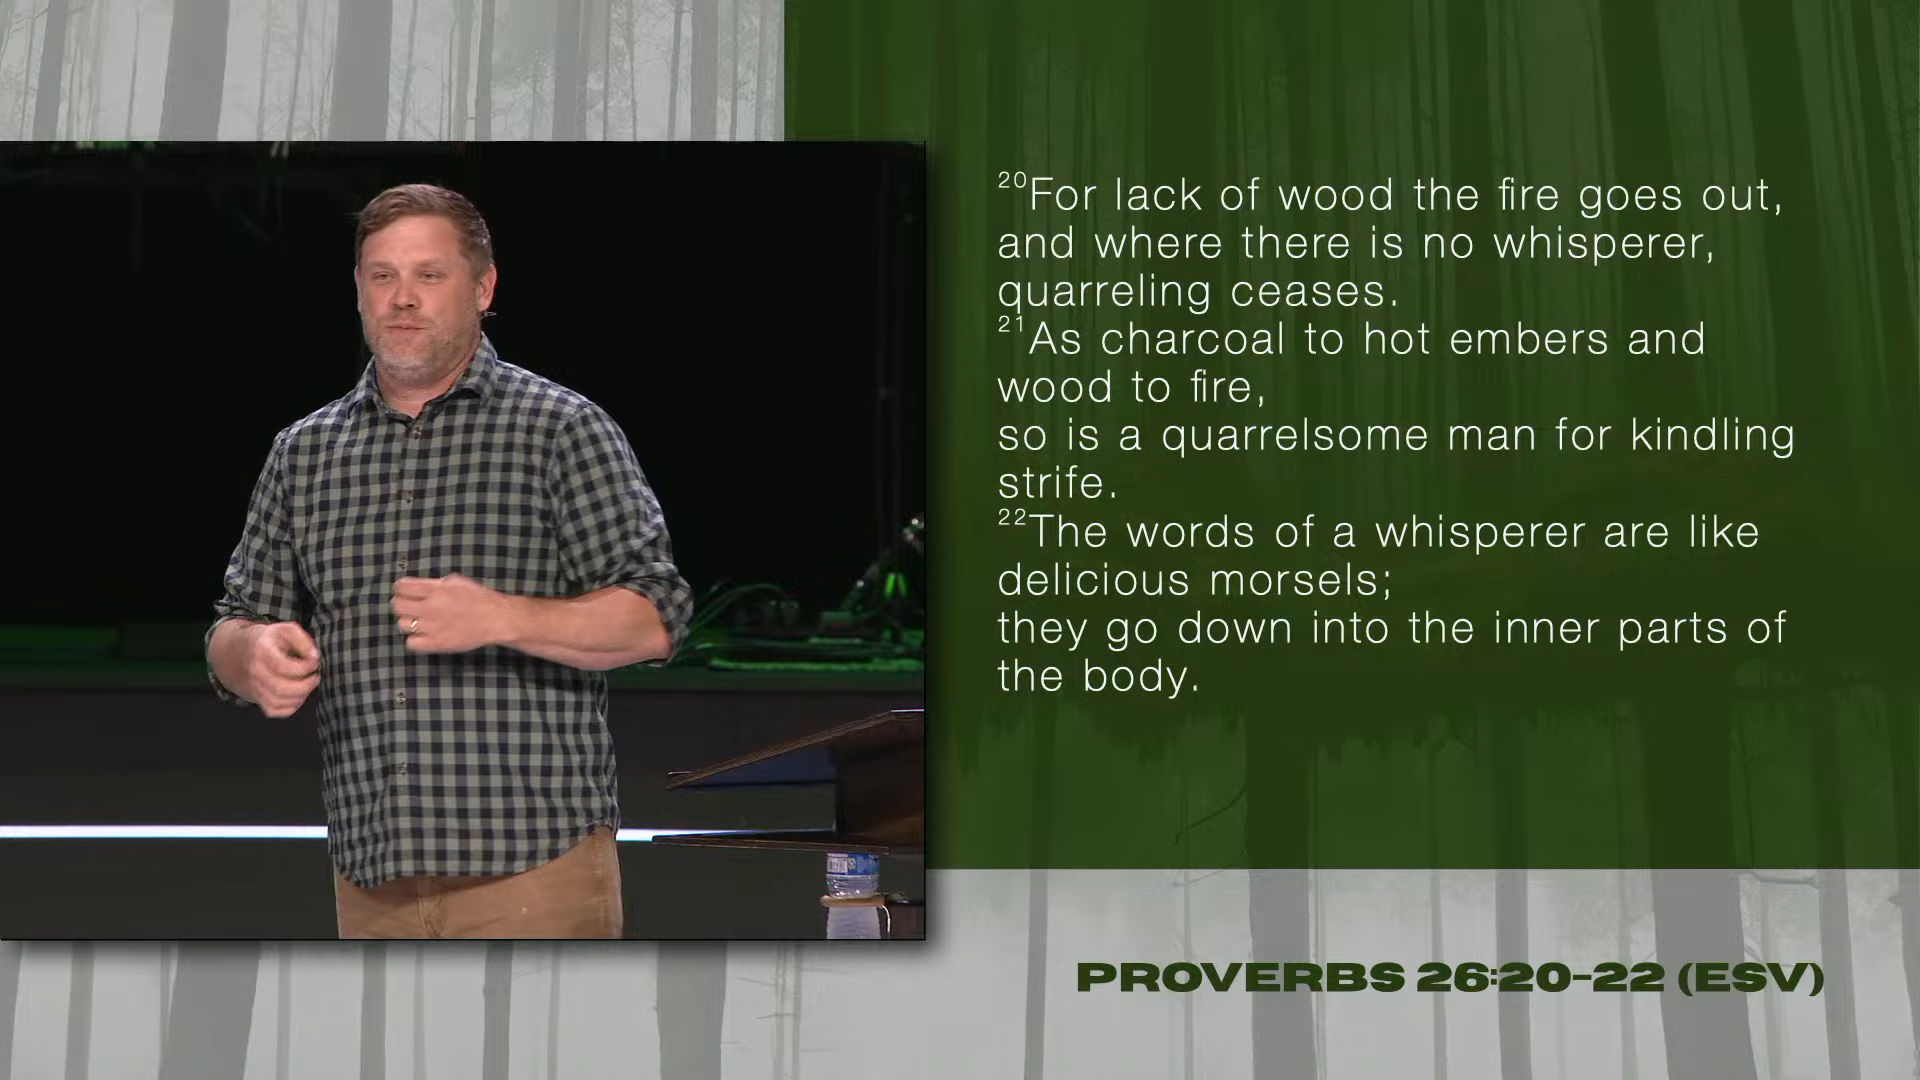 20For lack of wood the fire goes out,
and where there is no whisperer,
quarreling ceases.
21As charcoal to hot embers and
wood to fire,
so is a quarrelsome man for kindling
strife.
22The words of a whisperer are like
delicious morsels;
they go down into the inner parts of
the body.
PROVERBS 26:20-22 (ESV)